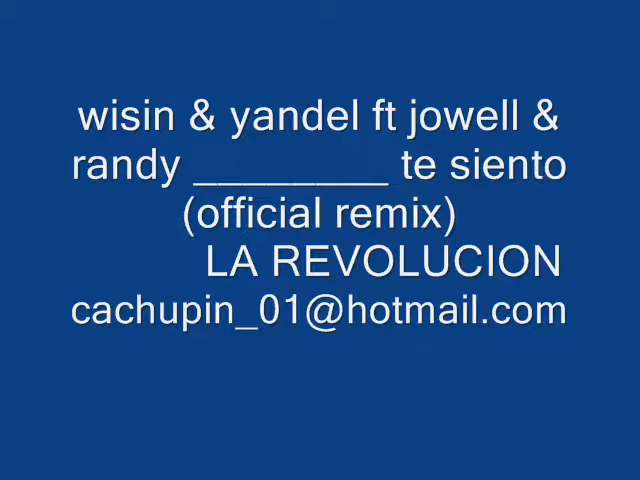 wisin & yandel ft jowell &
randy ________ te siento
(official remix)
LA REVOLUCION
cachupin_01@hotmail.com